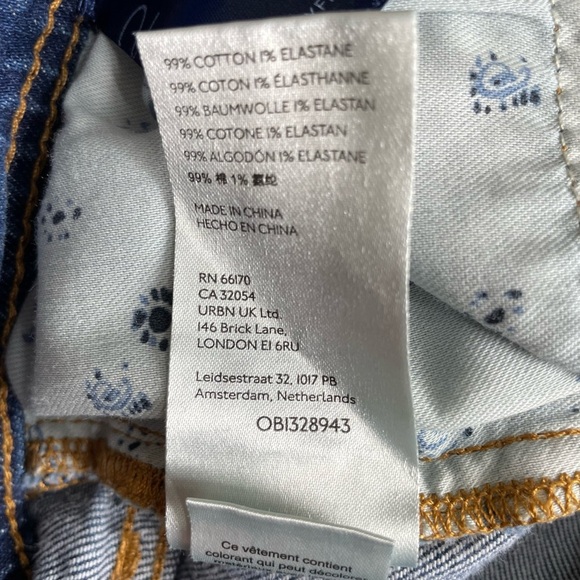 99% COTTON 1% ELASTANE
99% COTON 1% ÉLASTHANNE
99% BAUMWOLLE 1% ELASTAN
99% COTONE 1% ELASTAN
99% ALGODÓN 1% ELASTANE
99% 棉 1% 氨纶
MADE IN CHINA
HECHO EN CHINA
RN 66170
CA 32054
URBN UK Ltd.
146 Brick Lane,
LONDON E1 6RU
Leidsestraat 32, 1017 PB
Amsterdam, Netherlands
OB1328943
Ce vêtement contient
colorant qui peut décolorer